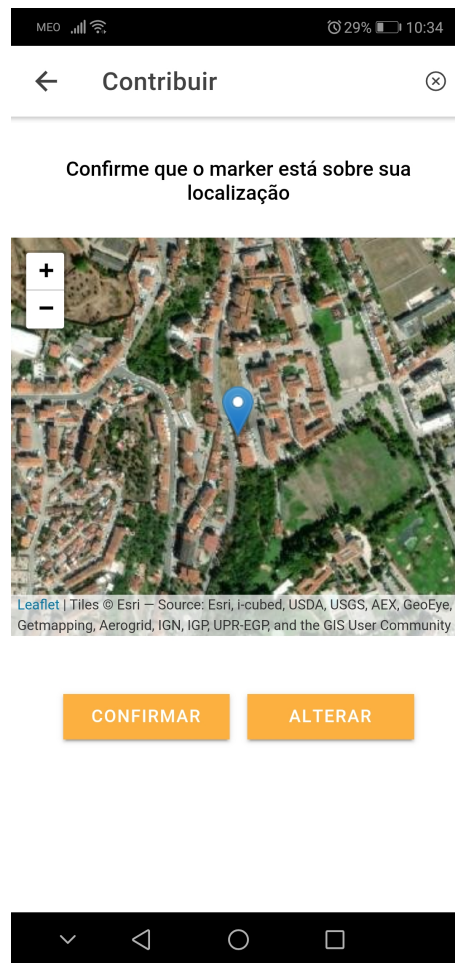 MEO 29% 10:34
Contribuir
Confirme que o marker está sobre sua
localização
+
−
Leaflet | Tiles © Esri — Source: Esri, i-cubed, USDA, USGS, AEX, GeoEye,
Getmapping, Aerogrid, IGN, IGP, UPR-EGP, and the GIS User Community
CONFIRMAR ALTERAR